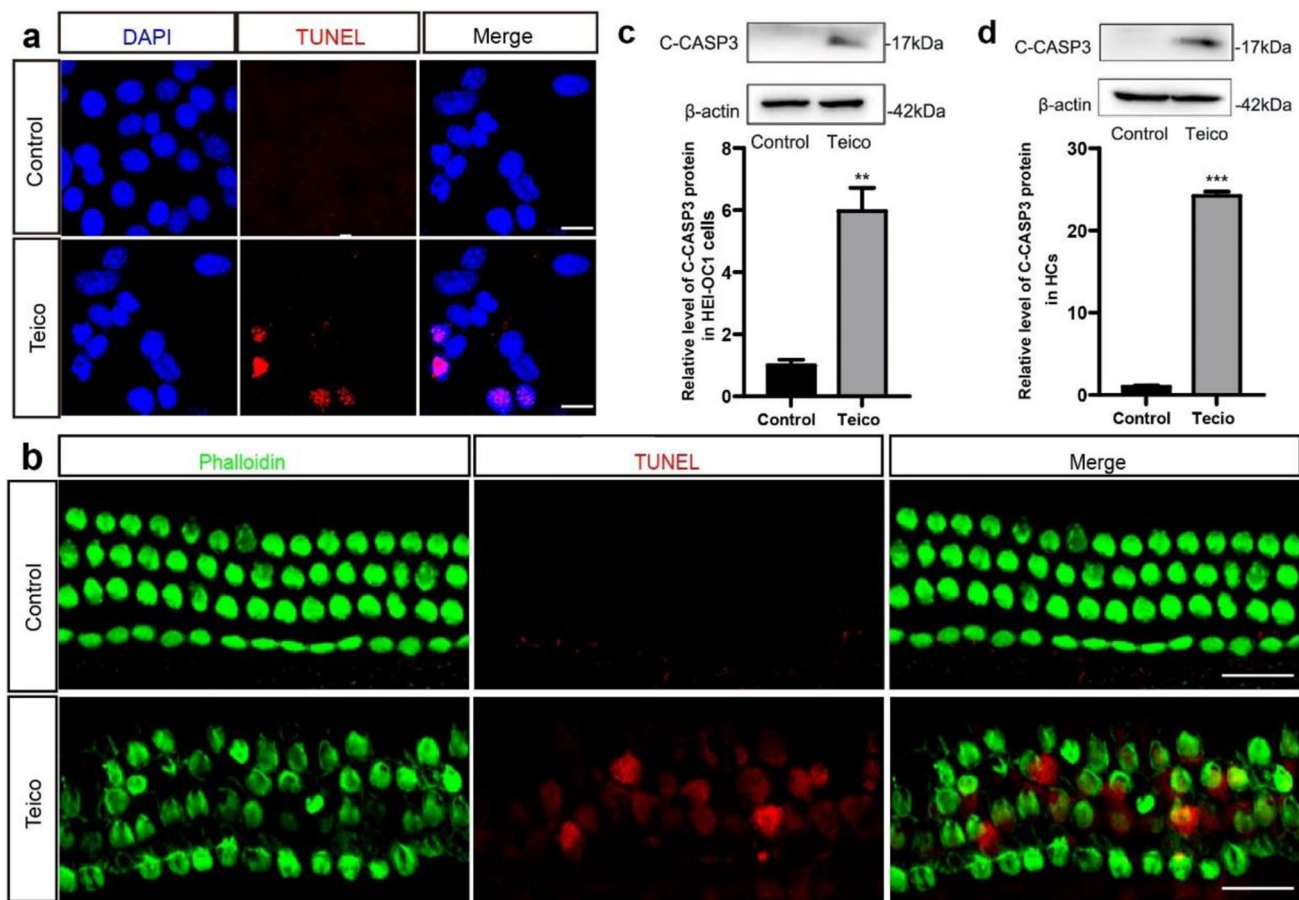 a
DAPI
TUNEL
Merge
Control
Teico
c
C-CASP3
-17kDa
β-actin
-42kDa
Control
Teico
Relative level of C-CASP3 protein
in HEI-OC1 cells
8
6
4
2
0
**
Control
Teico
d
C-CASP3
-17kDa
β-actin
-42kDa
Control
Teico
Relative level of C-CASP3 protein
in HCs
30
20
10
0
***
Control
Tecio
b
Phalloidin
TUNEL
Merge
Control
Teico